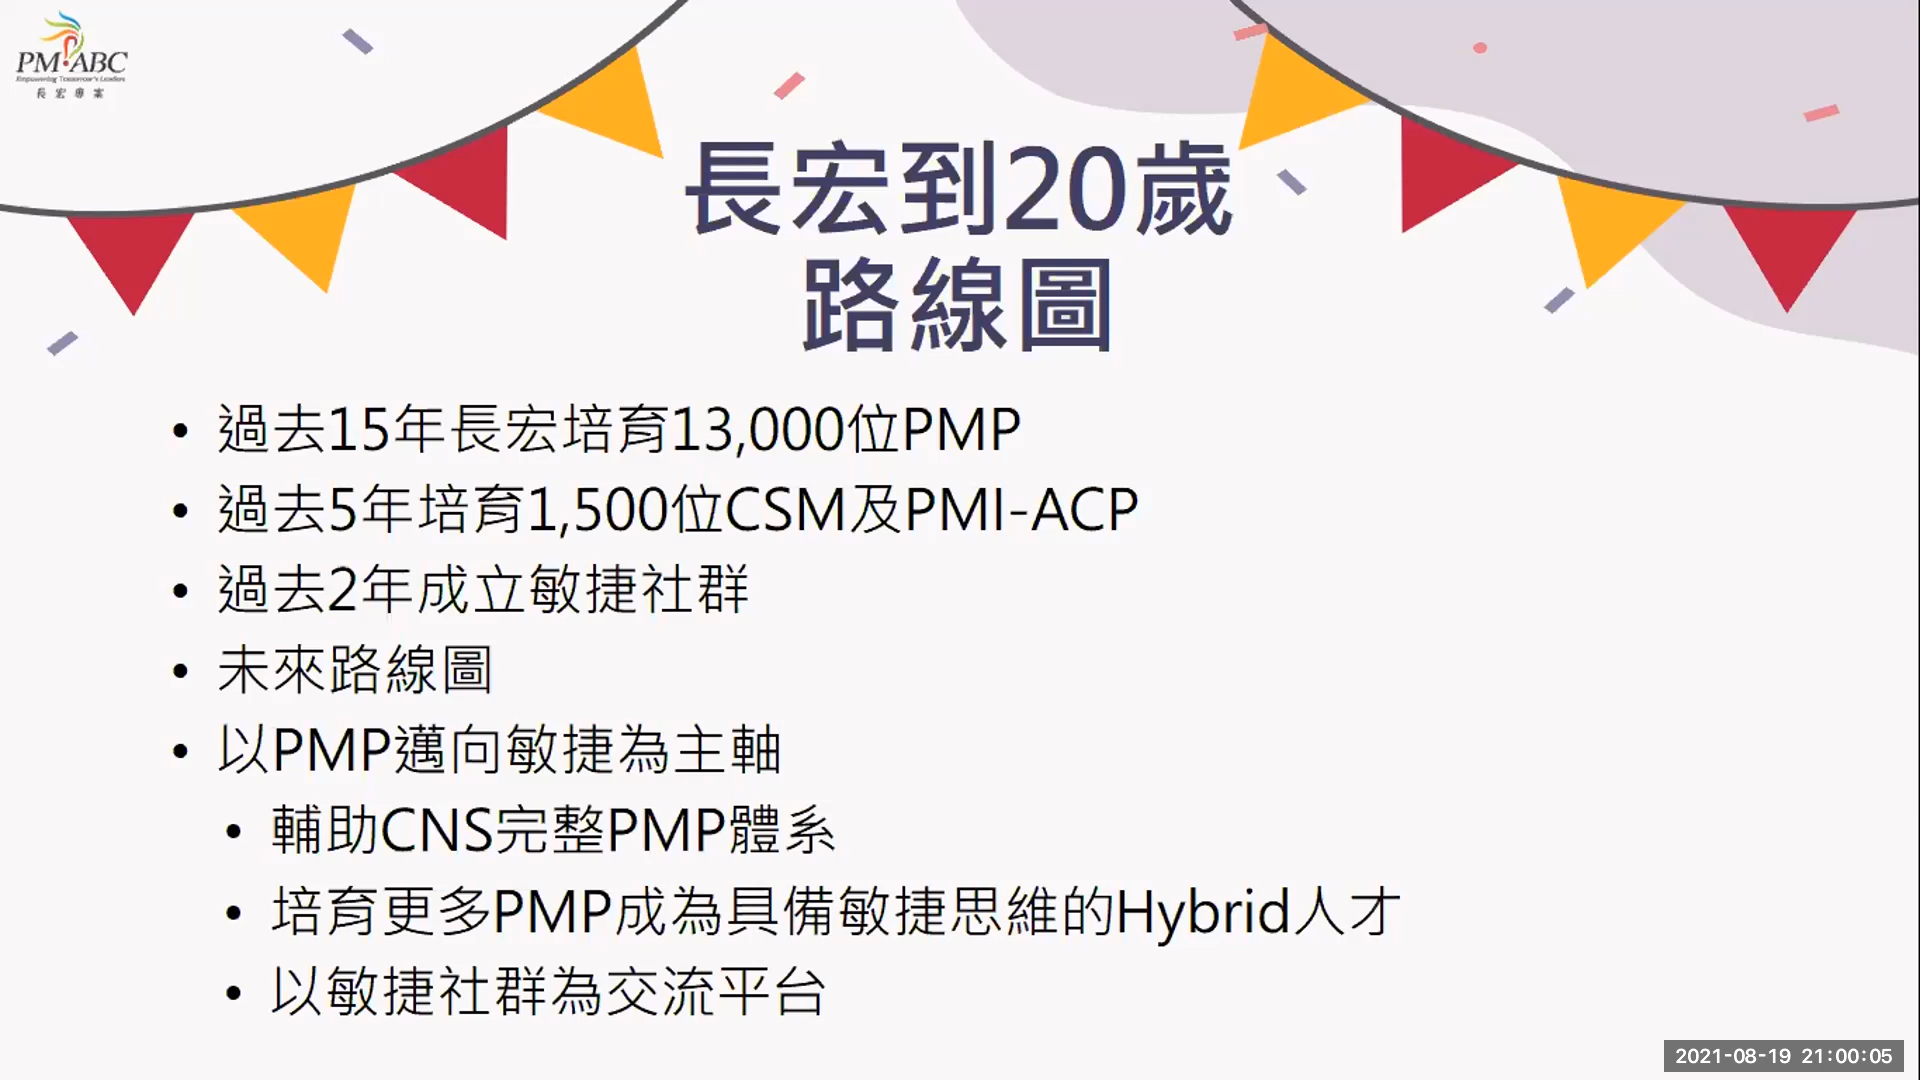 PM ABC
Empowering Tomorrow's Leaders
長宏專案
長宏到20歲
路線圖
• 過去15年長宏培育13,000位PMP
• 過去5年培育1,500位CSM及PMI-ACP
• 過去2年成立敏捷社群
• 未來路線圖
• 以PMP邁向敏捷為主軸
• 輔助CNS完整PMP體系
• 培育更多PMP成為具備敏捷思維的Hybrid人才
• 以敏捷社群為交流平台
2021-08-19 21:00:05